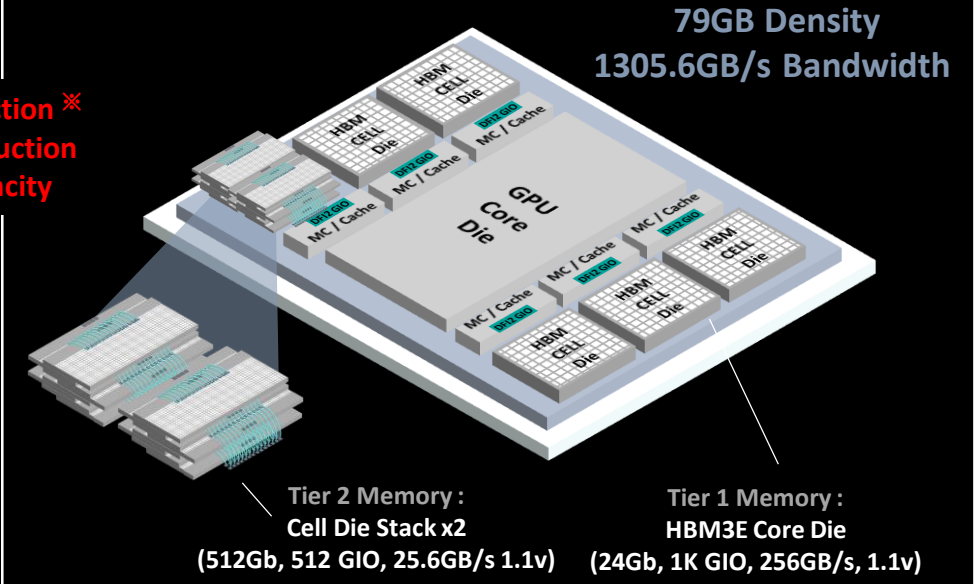 79GB Density
1305.6GB/s Bandwidth
※
HBM
CELL
Die
HBM
CELL
Die
DFI2 GIO
MC / Cache
DFI2 GIO
MC / Cache
DFI2 GIO
MC / Cache
GPU
Core
Die
MC / Cache
DFI2 GIO
MC / Cache
DFI2 GIO
MC / Cache
DFI2 GIO
HBM
CELL
Die
HBM
CELL
Die
HBM
CELL
Die
Tier 2 Memory :
Cell Die Stack x2
(512Gb, 512 GIO, 25.6GB/s 1.1v)
Tier 1 Memory :
HBM3E Core Die
(24Gb, 1K GIO, 256GB/s, 1.1v)